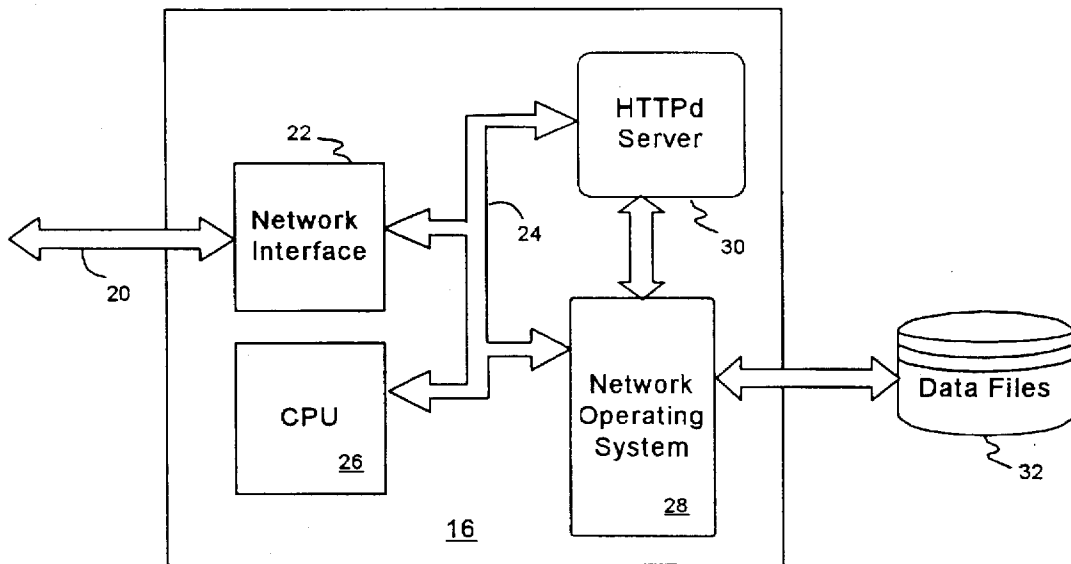 HTTPd
Server
30
22
Network
Interface
24
20
CPU
26
Network
Operating
System
28
Data Files
32
16